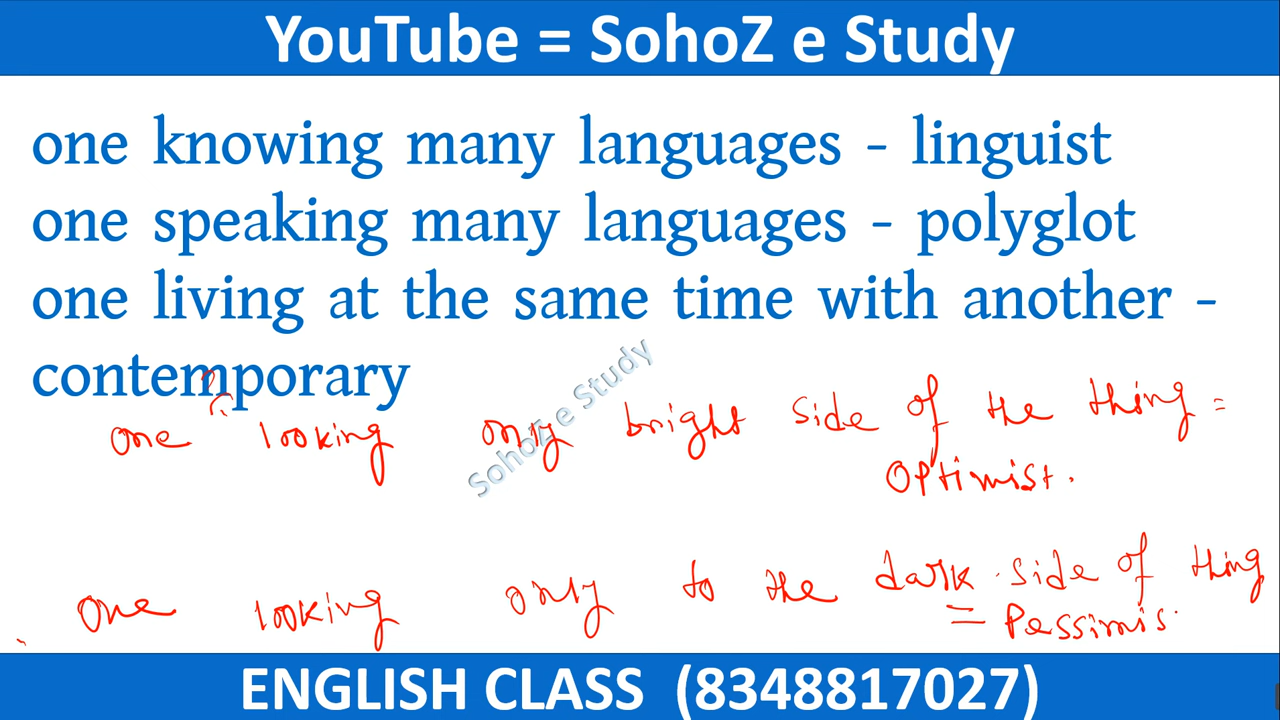 YouTube = SohoZ e Study
one knowing many languages - linguist
one speaking many languages - polyglot
one living at the same time with another -
contemporary
SohoZ e Study
one looking only bright side of the thing =
optimist.
one looking only to the dark side of thing
= Pessimis
ENGLISH CLASS (8348817027)